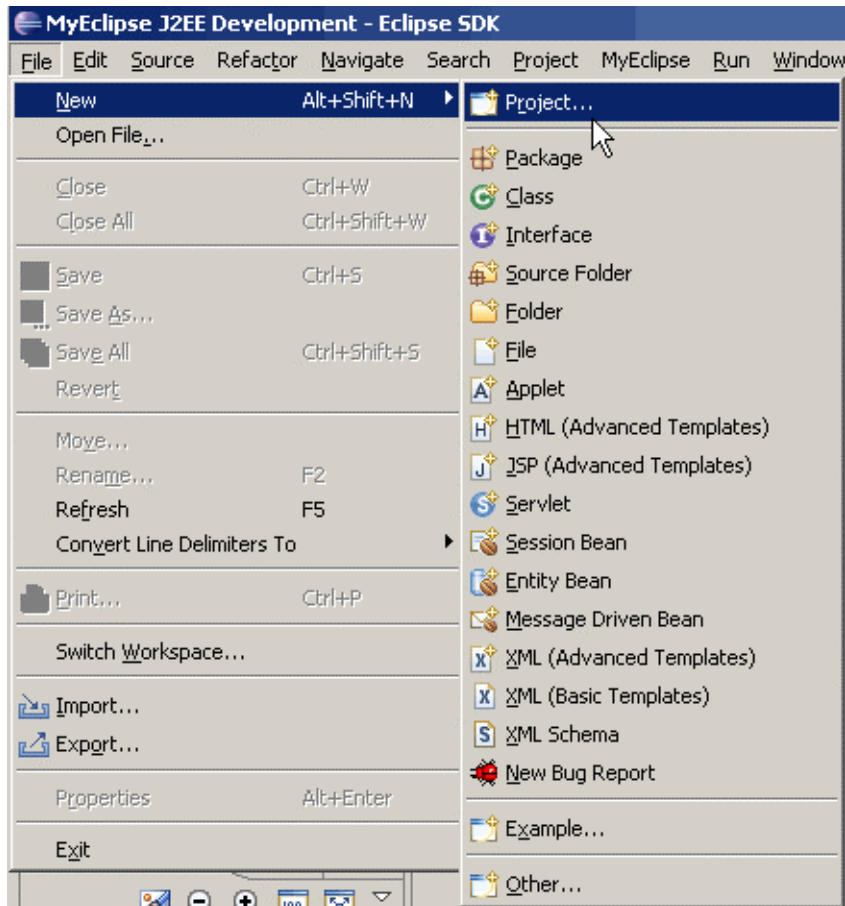 MyEclipse J2EE Development - Eclipse SDK
File Edit Source Refactor Navigate Search Project MyEclipse Run Window
New Alt+Shift+N
Open File...
Close Ctrl+W
Close All Ctrl+Shift+W
Save Ctrl+S
Save As...
Save All Ctrl+Shift+S
Revert
Move...
Rename... F2
Refresh F5
Convert Line Delimiters To
Print... Ctrl+P
Switch Workspace...
Import...
Export...
Properties Alt+Enter
Exit
Project...
Package
Class
Interface
Source Folder
Folder
File
Applet
HTML (Advanced Templates)
JSP (Advanced Templates)
Servlet
Session Bean
Entity Bean
Message Driven Bean
XML (Advanced Templates)
XML (Basic Templates)
XML Schema
New Bug Report
Example...
Other...